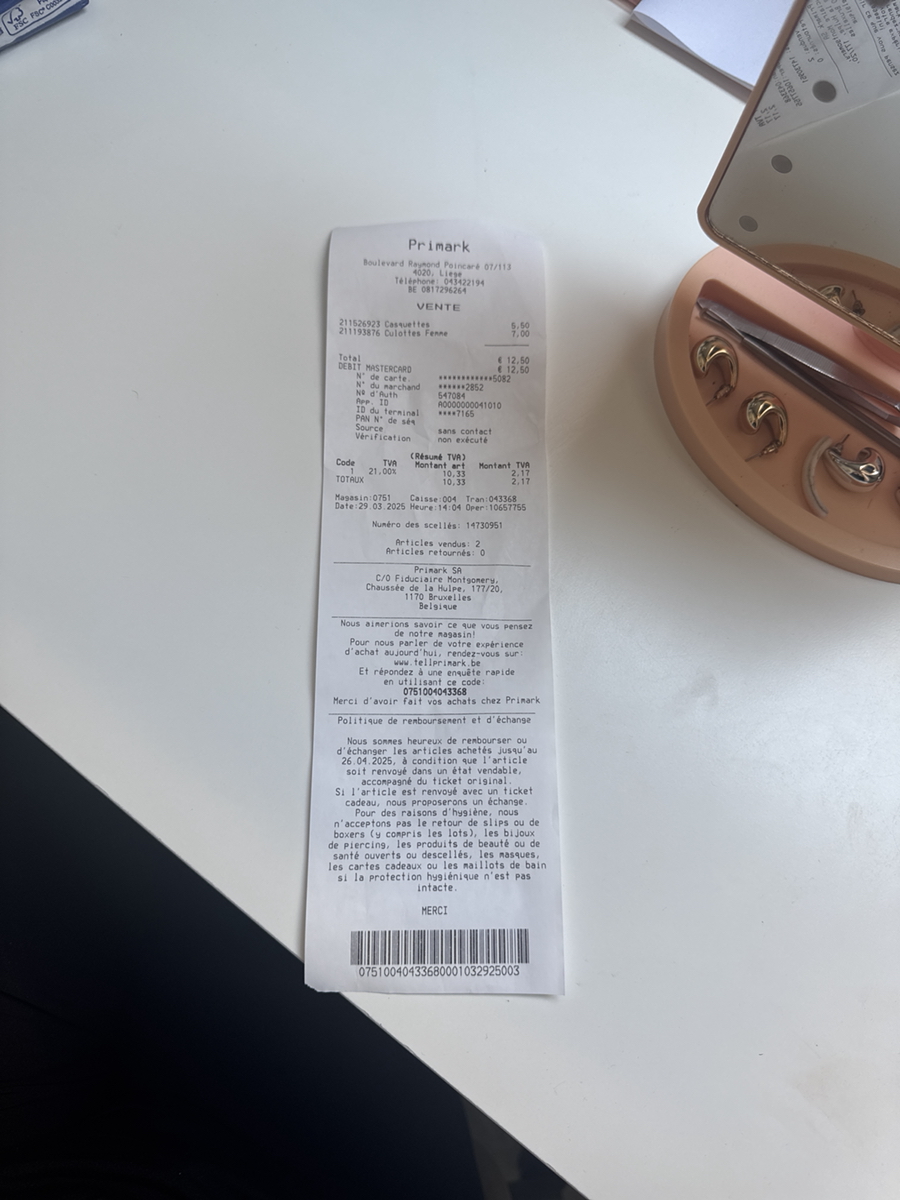 FSC
Primark
Boulevard Raymond Poincaré 07/113
4020, Liege
Téléphone: 043422194
BE 0817296264
VENTE
211526923 Casquettes 5,50
211193876 Culottes Femme 7,00
Total € 12,50
DEBIT MASTERCARD € 12,50
N° de carte ************5082
N° du marchand ******2852
Nº d'Auth 547084
App. ID A0000000041010
ID du terminal ****7165
PAN N° de séq
Source sans contact
Vérification non exécuté
(Résumé TVA)
Code TVA Montant art Montant TVA
1 21,00% 10,33 2,17
TOTAUX 10,33 2,17
Magasin:0751 Caisse:004 Tran:043368
Date:29.03.2025 Heure:14:04 Oper:10657755
Numéro des scellés: 14730951
Articles vendus: 2
Articles retournés: 0
Primark SA
C/O Fiduciaire Montgomery,
Chaussée de la Hulpe, 177/20,
1170 Bruxelles
Belgique
Nous aimerions savoir ce que vous pensez
de notre magasin!
Pour nous parler de votre expérience
d'achat aujourd'hui, rendez-vous sur:
www.tellprimark.be
Et répondez à une enquête rapide
en utilisant ce code:
0751004043368
Merci d'avoir fait vos achats chez Primark
Politique de remboursement et d'échange
Nous sommes heureux de rembourser ou
d'échanger les articles achetés jusqu'au
26.04.2025, à condition que l'article
soit renvoyé dans un état vendable,
accompagné du ticket original.
Si l'article est renvoyé avec un ticket
cadeau, nous proposerons un échange.
Pour des raisons d'hygiène, nous
n'acceptons pas le retour de slips ou de
boxers (y compris les lots), les bijoux
de piercing, les produits de beauté ou de
santé ouverts ou descellés, les masques,
les cartes cadeaux ou les maillots de bain
si la protection hygiénique n'est pas
intacte.
MERCI
07510040433680001032925003